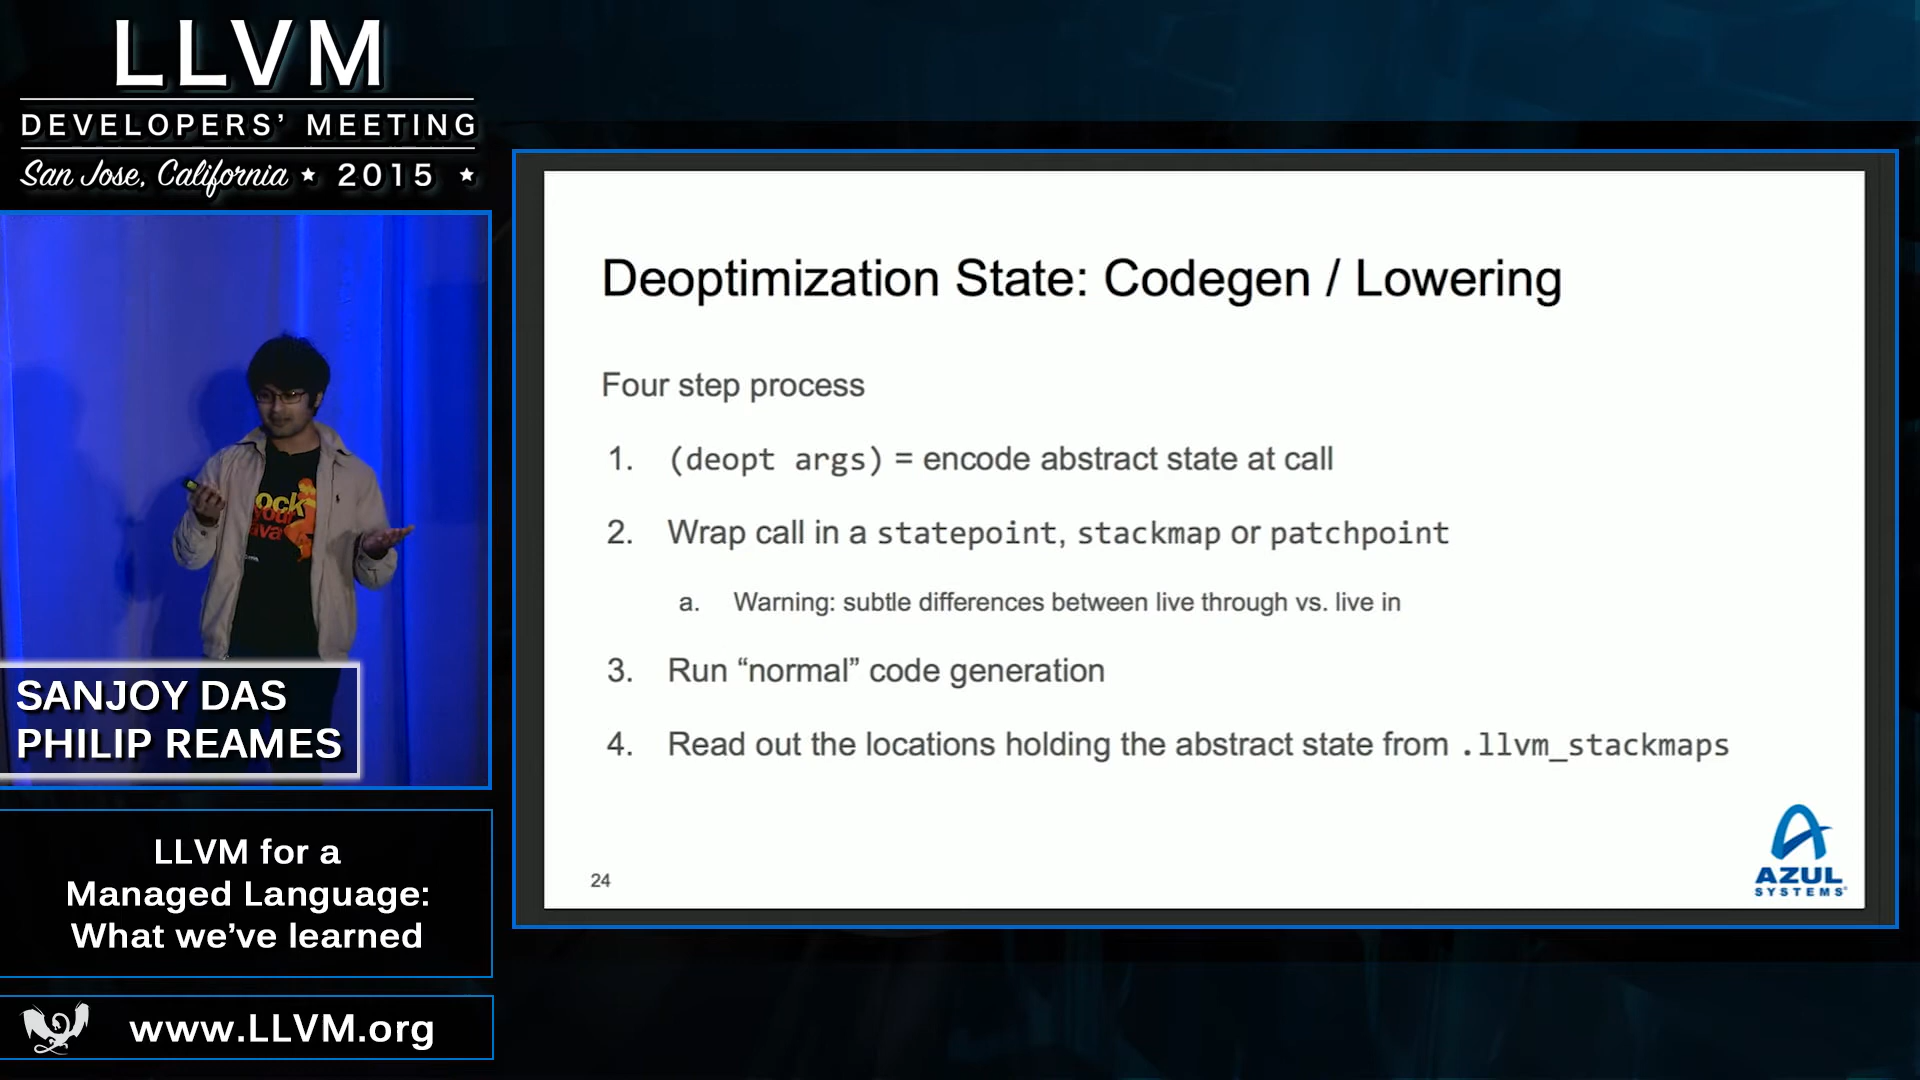 LLVM
DEVELOPERS' MEETING
San Jose, California ★ 2015 ★
ock
your
ava
SANJOY DAS
PHILIP REAMES
LLVM for a
Managed Language:
What we've learned
www.LLVM.org
Deoptimization State: Codegen / Lowering
Four step process
1. (deopt args) = encode abstract state at call
2. Wrap call in a statepoint, stackmap or patchpoint
a. Warning: subtle differences between live through vs. live in
3. Run “normal” code generation
4. Read out the locations holding the abstract state from .llvm_stackmaps
24
AZUL
SYSTEMS